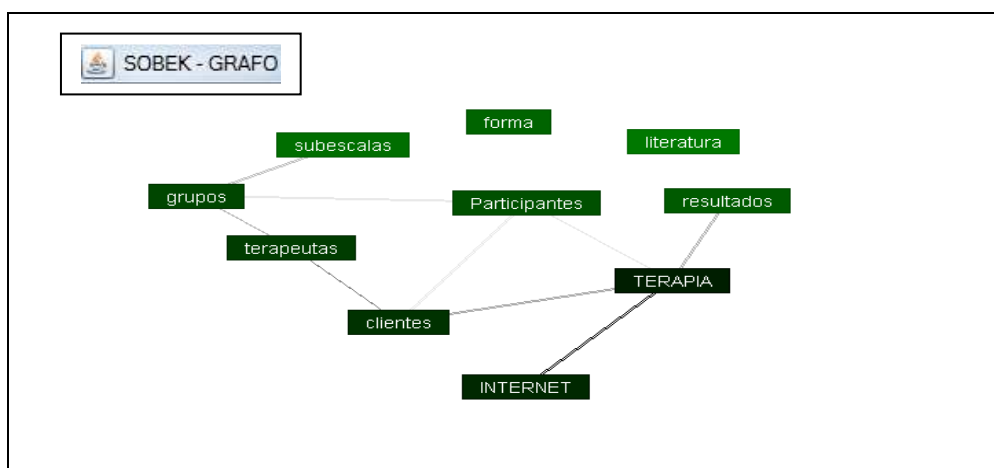 SOBEK - GRAFO
forma
subescalas
literatura
grupos
Participantes
resultados
terapeutas
TERAPIA
clientes
INTERNET